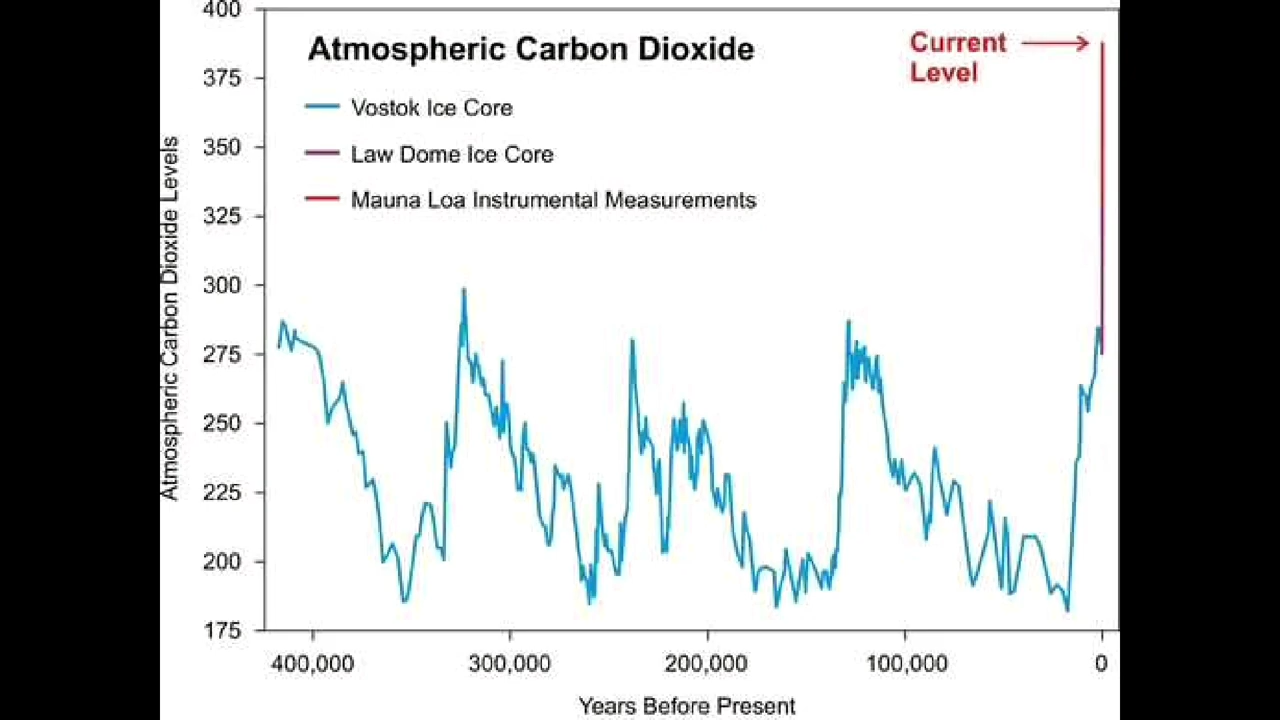 400
Atmospheric Carbon Dioxide
Current
Level
375
Vostok Ice Core
350
Law Dome Ice Core
Mauna Loa Instrumental Measurements
325
300
275
250
225
200
175
Atmospheric Carbon Dioxide Levels
400,000
300,000
200,000
100,000
0
Years Before Present